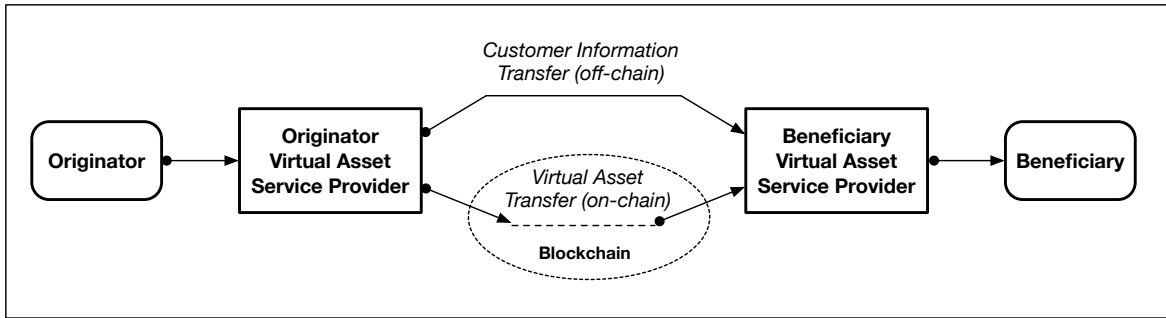 Customer Information
Transfer (off-chain)
Originator
Originator
Virtual Asset
Service Provider
Virtual Asset
Transfer (on-chain)
Blockchain
Beneficiary
Virtual Asset
Service Provider
Beneficiary